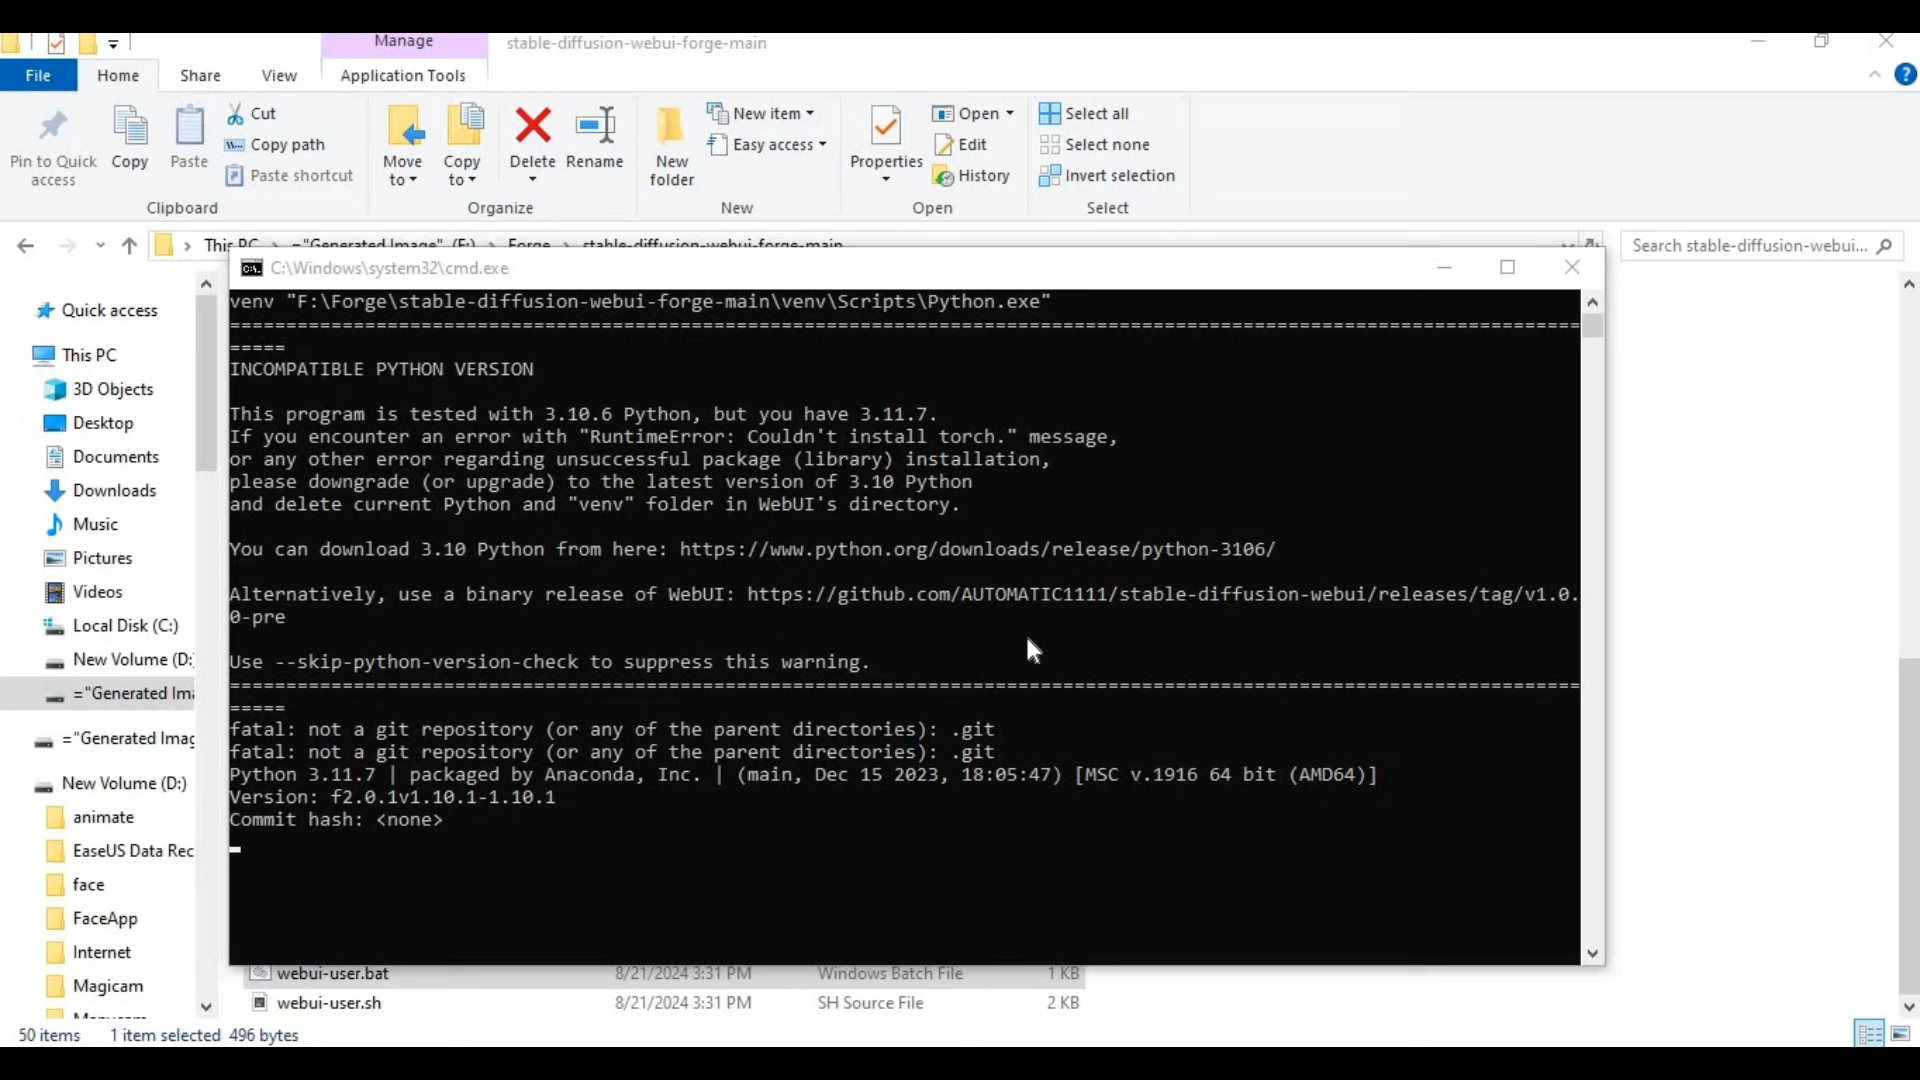 Manage
stable-diffusion-webui-forge-main
File
Home
Share
View
Application Tools
Pin to Quick
access
Copy
Paste
Cut
Copy path
Paste shortcut
Clipboard
Move
to
Copy
to
Delete
Rename
Organize
New
folder
New item
Easy access
New
Properties
Open
Edit
History
Open
Select all
Select none
Invert selection
Select
This PC
="Generated Image" (F:)
Forge
stable-diffusion-webui-forge-main
Search stable-diffusion-webui...
Quick access
This PC
3D Objects
Desktop
Documents
Downloads
Music
Pictures
Videos
Local Disk (C:)
New Volume (D:
="Generated Ima
="Generated Imag
New Volume (D:)
animate
EaseUS Data Rec
face
FaceApp
Internet
Magicam
C:\Windows\system32\cmd.exe
venv "F:\Forge\stable-diffusion-webui-forge-main\venv\Scripts\Python.exe"
========================================================================================================================
=====
INCOMPATIBLE PYTHON VERSION
This program is tested with 3.10.6 Python, but you have 3.11.7.
If you encounter an error with "RuntimeError: Couldn't install torch." message,
or any other error regarding unsuccessful package (library) installation,
please downgrade (or upgrade) to the latest version of 3.10 Python
and delete current Python and "venv" folder in WebUI's directory.
You can download 3.10 Python from here: https://www.python.org/downloads/release/python-3106/
Alternatively, use a binary release of WebUI: https://github.com/AUTOMATIC1111/stable-diffusion-webui/releases/tag/v1.0.
0-pre
Use --skip-python-version-check to suppress this warning.
========================================================================================================================
=====
fatal: not a git repository (or any of the parent directories): .git
fatal: not a git repository (or any of the parent directories): .git
Python 3.11.7 | packaged by Anaconda, Inc. | (main, Dec 15 2023, 18:05:47) [MSC v.1916 64 bit (AMD64)]
Version: f2.0.1v1.10.1-1.10.1
Commit hash: <none>
webui-user.bat 8/21/2024 3:31 PM Windows Batch File 1 KB
webui-user.sh 8/21/2024 3:31 PM SH Source File 2 KB
50 items 1 item selected 496 bytes